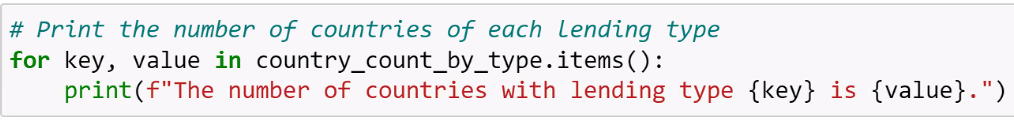 # Print the number of countries of each lending type
for key, value in country_count_by_type.items():
    print(f"The number of countries with lending type {key} is {value}.")